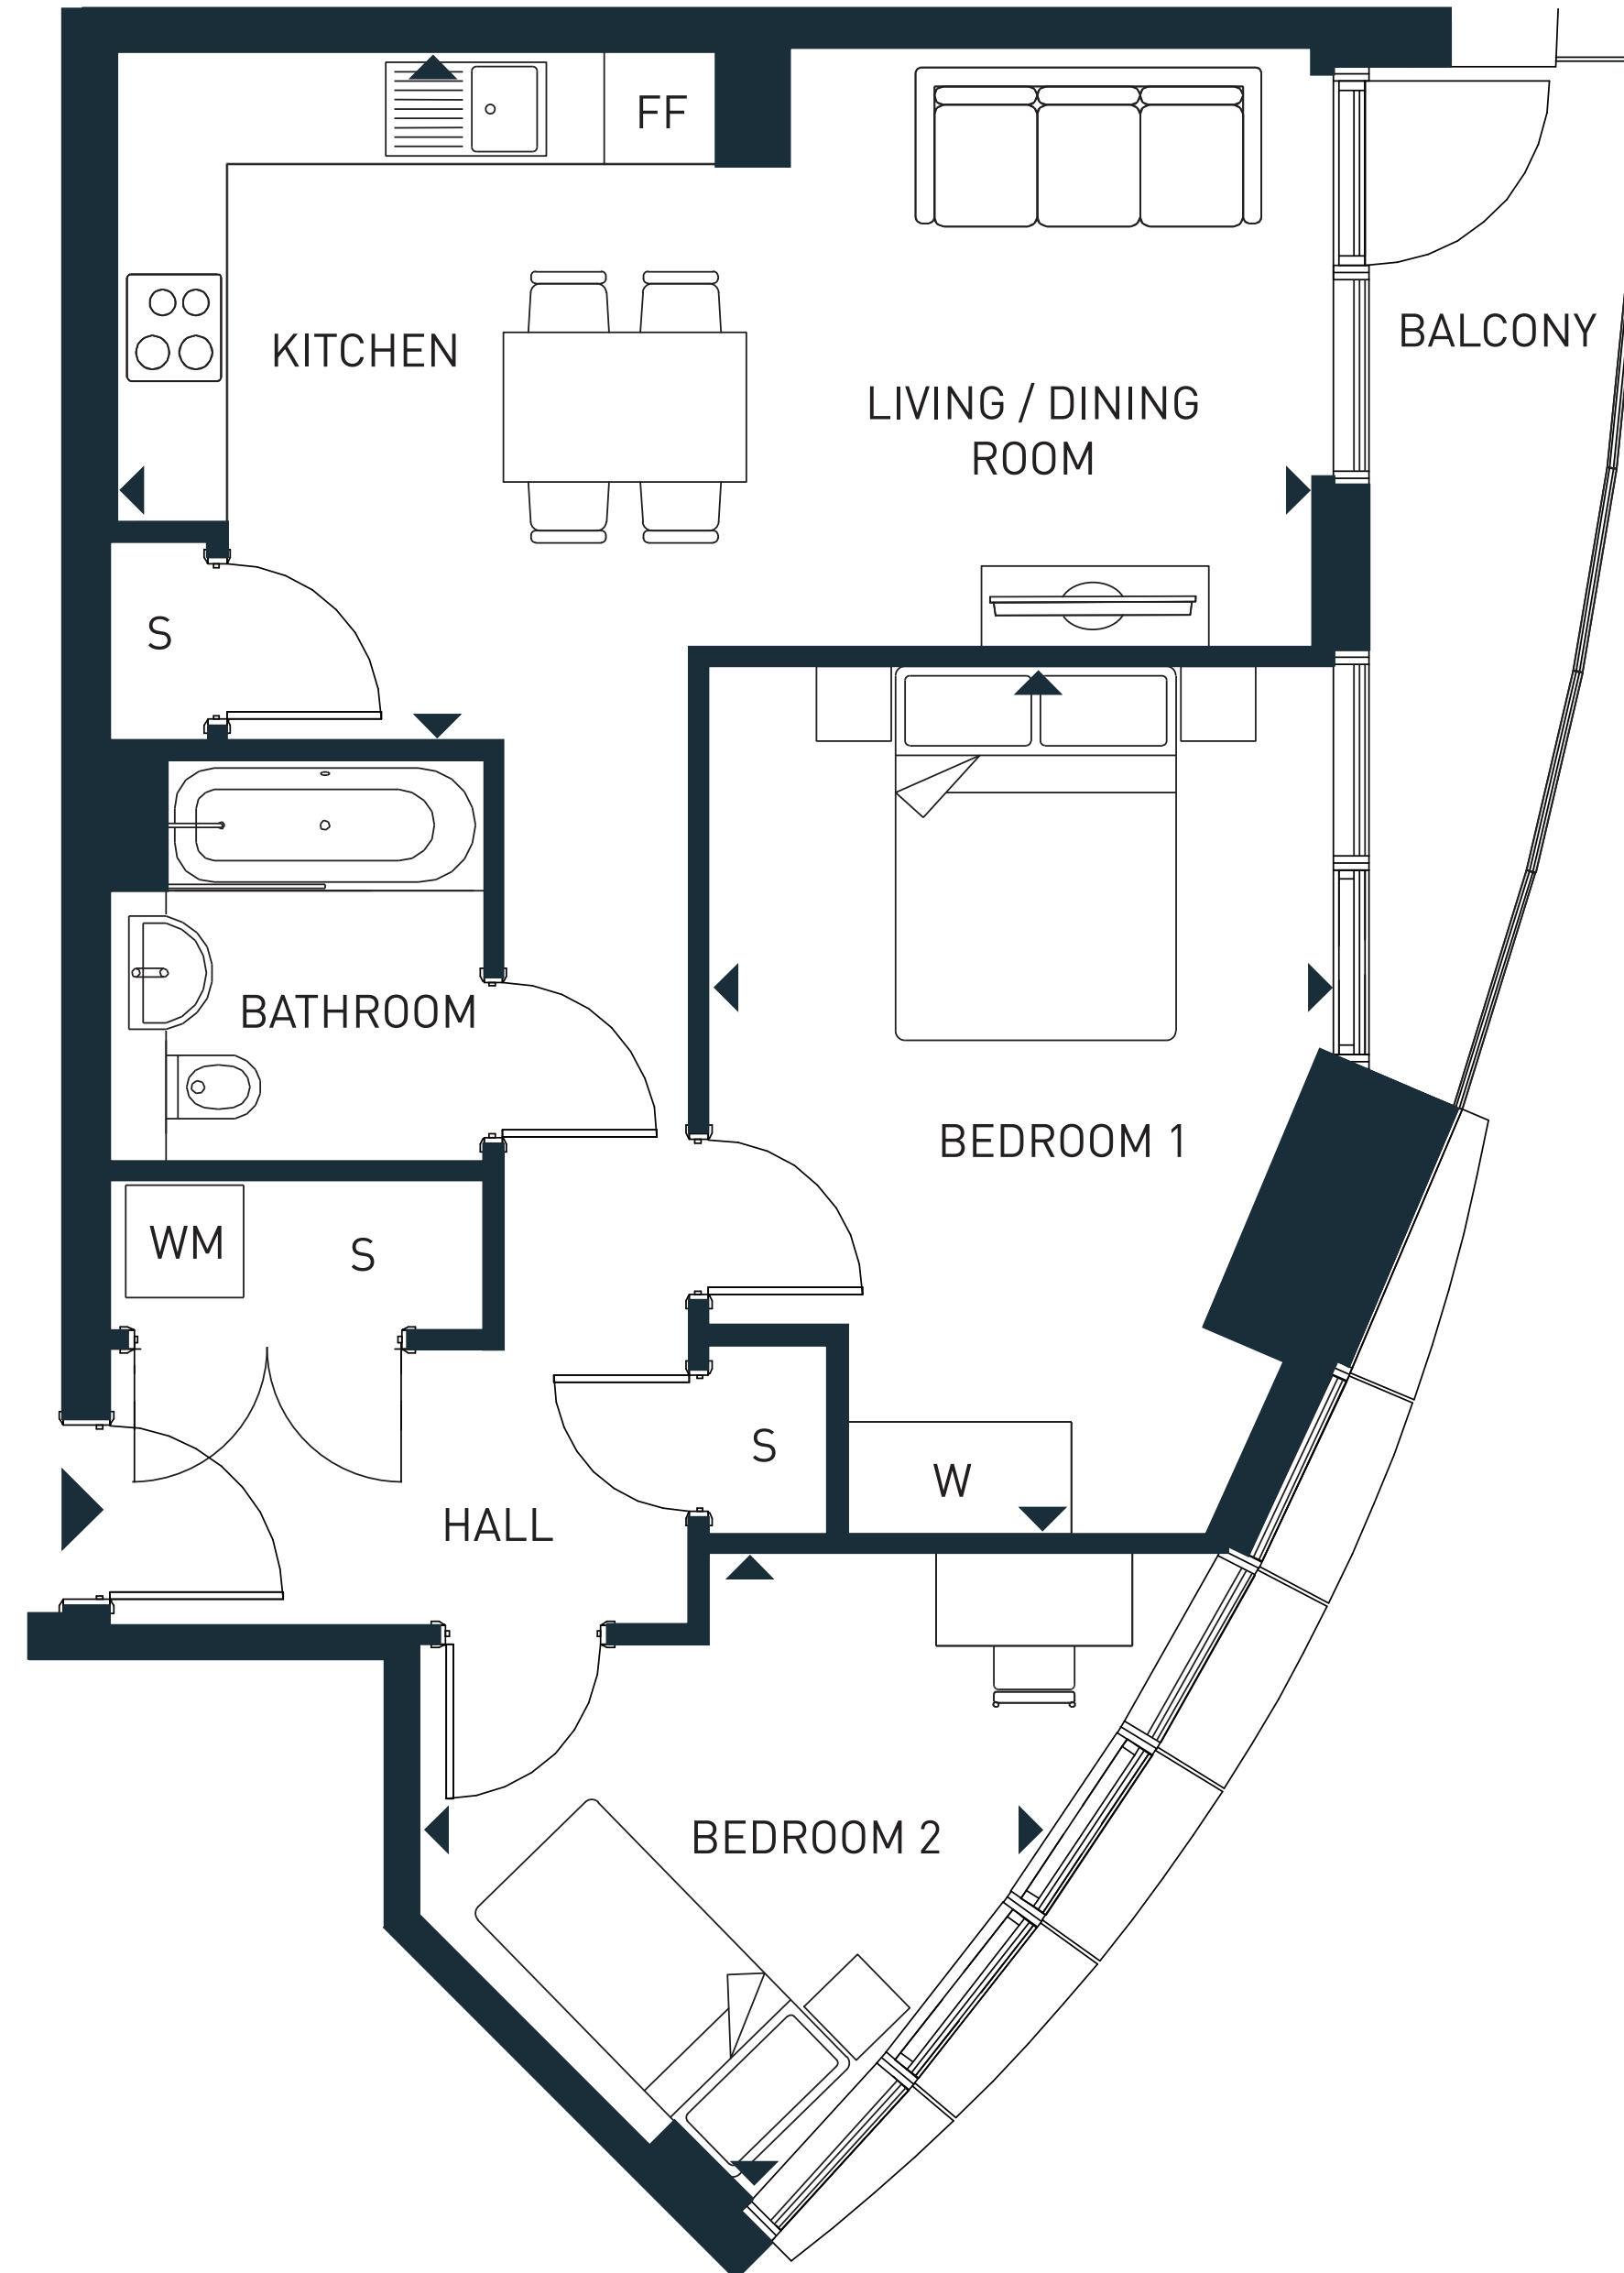 FF
KITCHEN
BALCONY
LIVING / DINING
ROOM
S
BATHROOM
BEDROOM 1
WM
S
S
W
HALL
BEDROOM 2